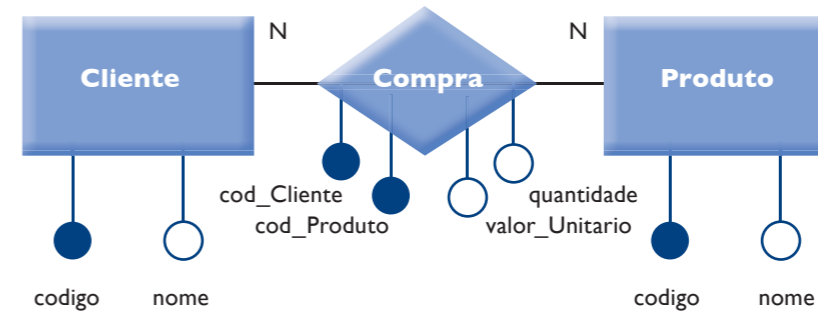 N
N
Cliente
Compra
Produto
cod_Cliente
quantidade
cod_Produto
valor_Unitario
codigo
nome
codigo
nome